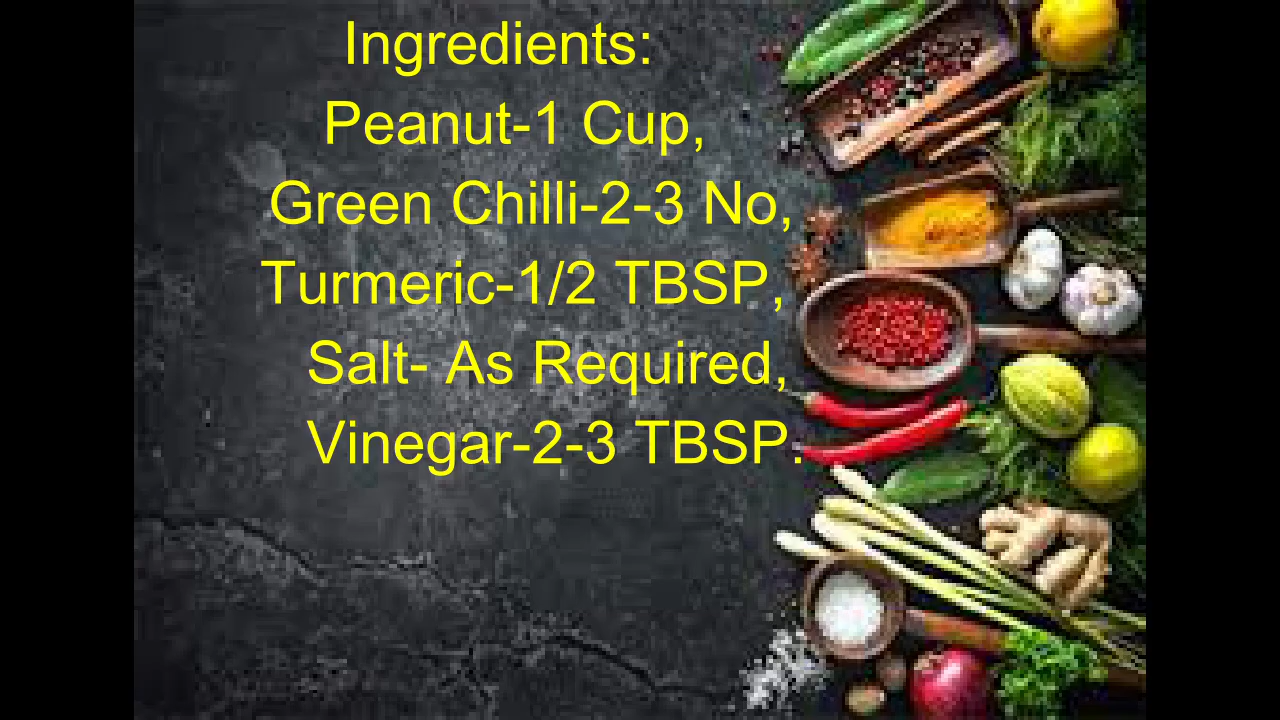 Ingredients:
Peanut-1 Cup,
Green Chilli-2-3 No,
Turmeric-1/2 TBSP,
Salt- As Required,
Vinegar-2-3 TBSP.